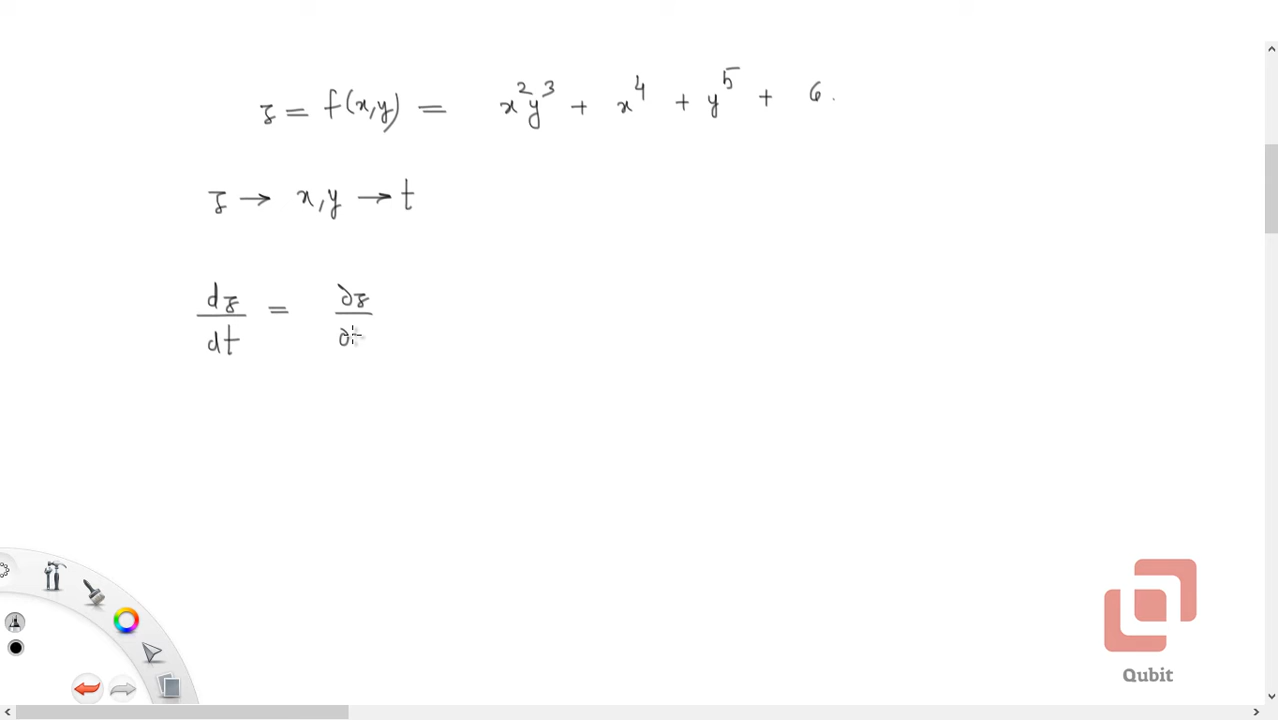 z = f(x,y) = x²y³ + x⁴ + y⁵ + 6.
z → x,y → t
dz/dt = ∂z/∂
Qubit